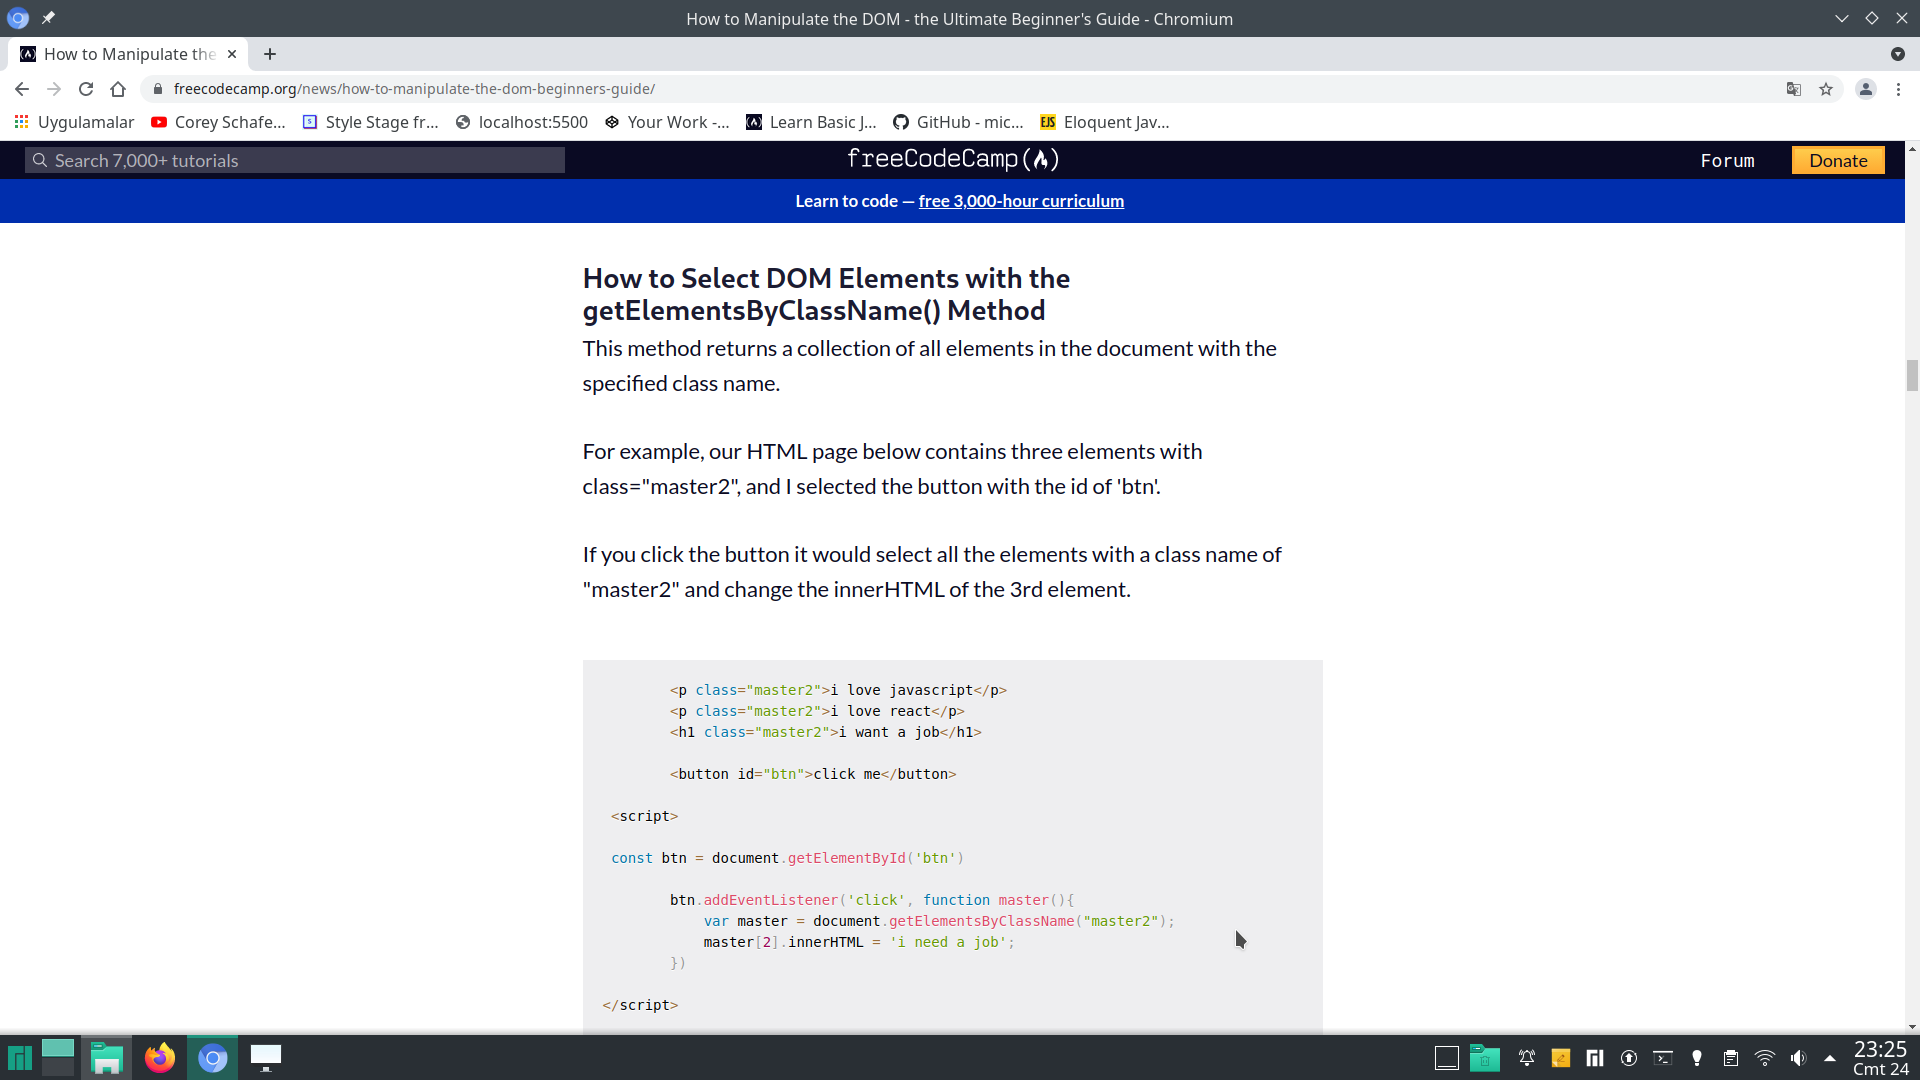 How to Manipulate the DOM - the Ultimate Beginner's Guide - Chromium
How to Manipulate the
freecodecamp.org/news/how-to-manipulate-the-dom-beginners-guide/
Uygulamalar Corey Schafe... Style Stage fr... localhost:5500 Your Work -... Learn Basic J... GitHub - mic... EJS Eloquent Jav...
Search 7,000+ tutorials freeCodeCamp Forum Donate
Learn to code — free 3,000-hour curriculum
How to Select DOM Elements with the
getElementsByClassName() Method
This method returns a collection of all elements in the document with the
specified class name.
For example, our HTML page below contains three elements with
class="master2", and I selected the button with the id of 'btn'.
If you click the button it would select all the elements with a class name of
"master2" and change the innerHTML of the 3rd element.
<p class="master2">i love javascript</p>
<p class="master2">i love react</p>
<h1 class="master2">i want a job</h1>
<button id="btn">click me</button>
<script>
const btn = document.getElementById('btn')
btn.addEventListener('click', function master(){
var master = document.getElementsByClassName("master2");
master[2].innerHTML = 'i need a job';
})
</script>
23:25
Cmt 24